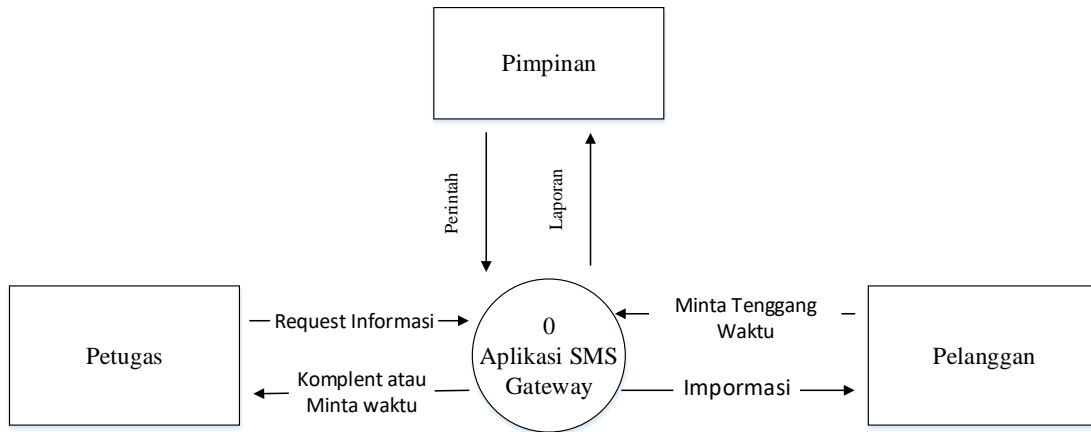 Pimpinan
Perintah
Laporan
Petugas
Request Informasi
Komplent atau
Minta waktu
0
Aplikasi SMS
Gateway
Minta Tenggang
Waktu
Impormasi
Pelanggan